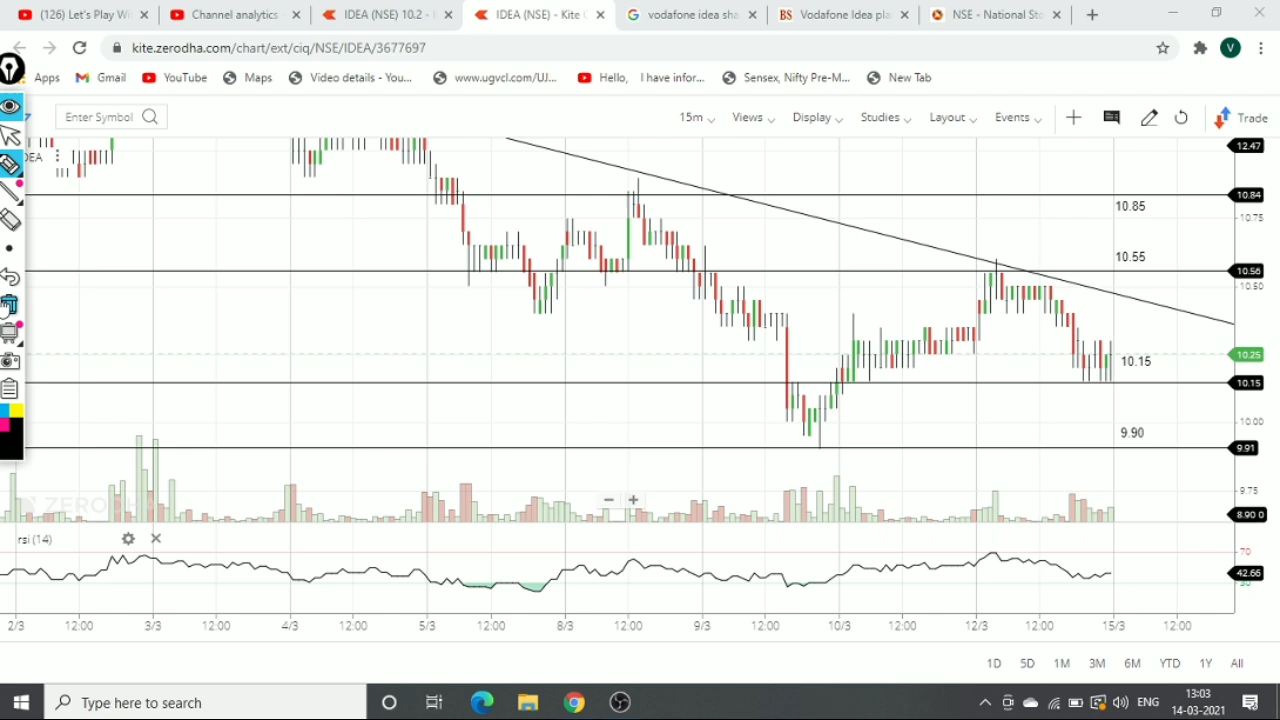 (126) Let's Play Wi
Channel analytics -
IDEA (NSE) 10.2 -
IDEA (NSE) - Kite C
vodafone idea sha
BS Vodafone Idea plan
NSE - National Sto
kite.zerodha.com/chart/ext/ciq/NSE/IDEA/3677697
V
Apps Gmail YouTube Maps Video details - You... www.ugvcl.com/UJ... Hello, I have infor... Sensex, Nifty Pre-M... New Tab
Enter Symbol 15m Views Display Studies Layout Events Trade
DEA
12.47
10.84
10.85
10.75
10.55
10.56
10.50
10.25
10.15
10.15
10.00
9.90
9.91
9.75
ZERODHA
8.90 0
rsi (14)
70
42.66
30
2/3 12:00 3/3 12:00 4/3 12:00 5/3 12:00 8/3 12:00 9/3 12:00 10/3 12:00 12/3 12:00 15/3 12:00
1D 5D 1M 3M 6M YTD 1Y All
Type here to search
ENG
13:03
14-03-2021